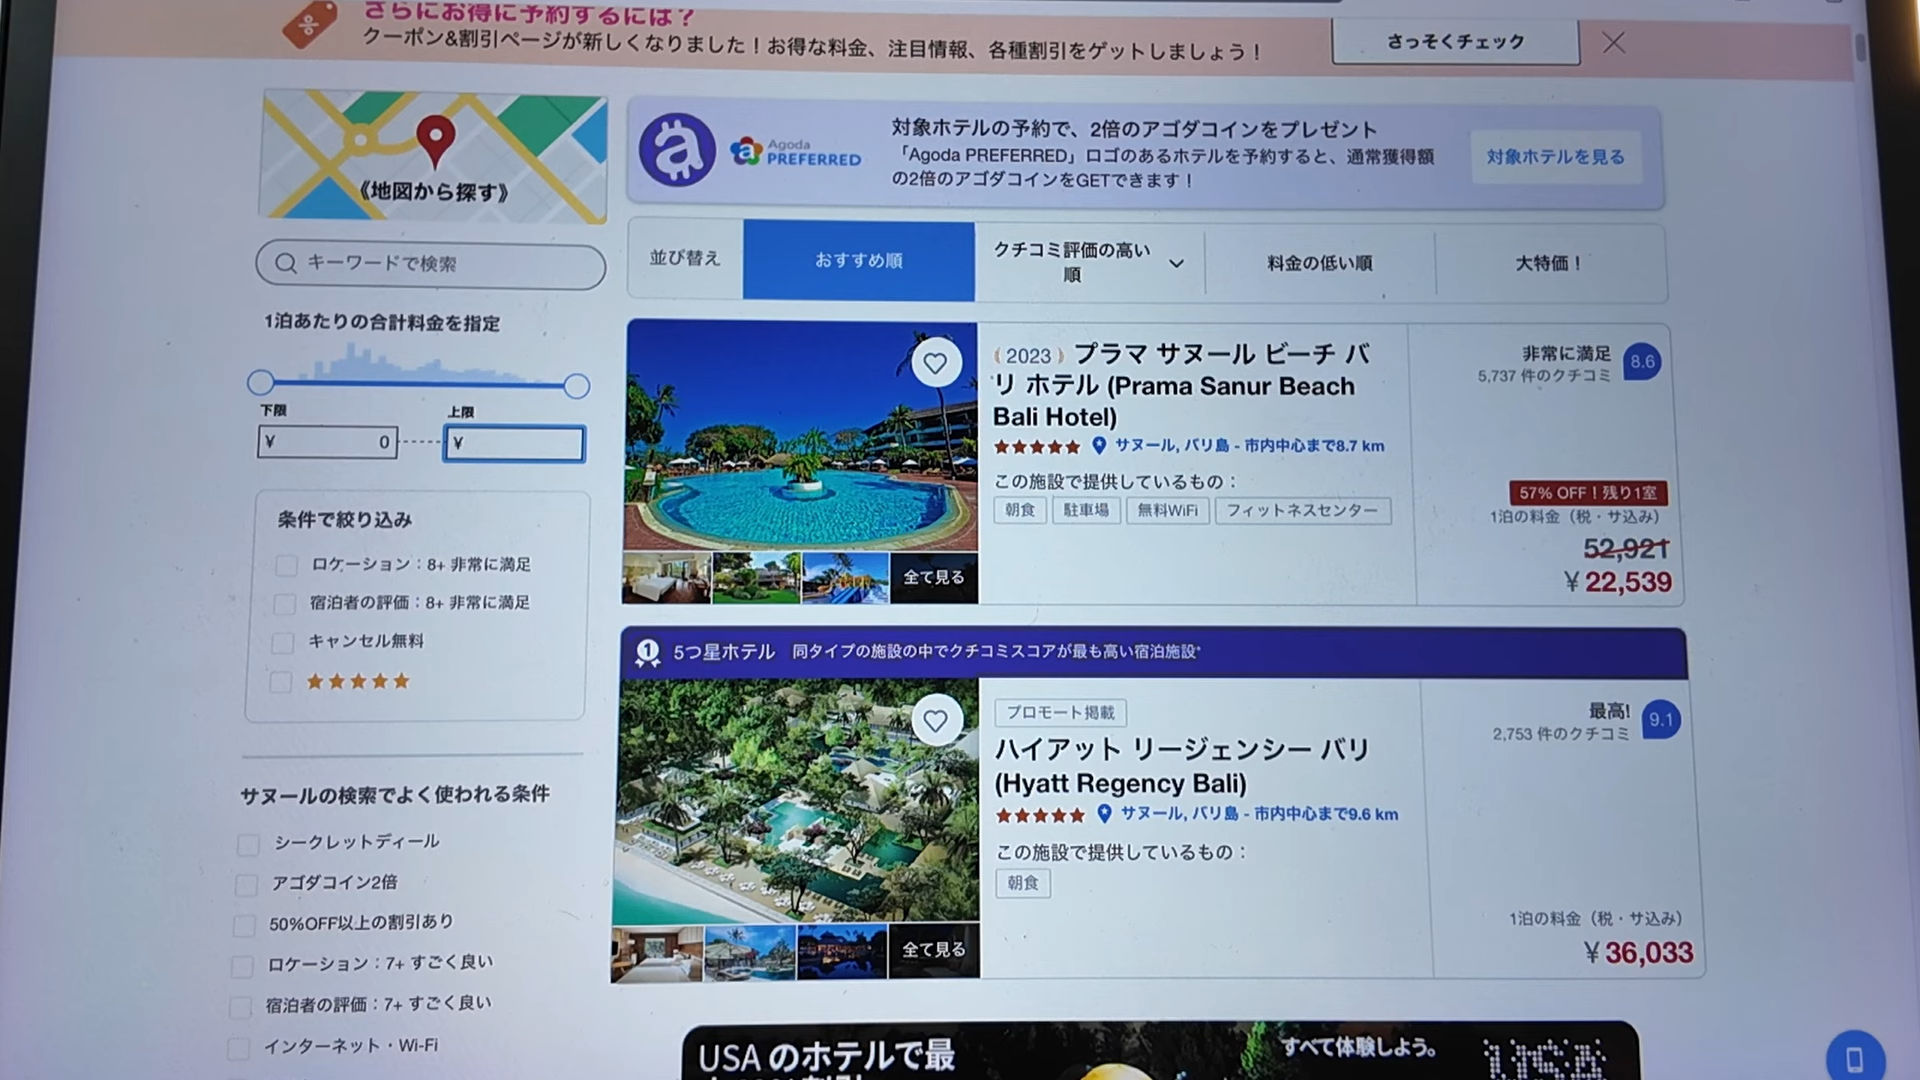 さらにお得に予約するには？
クーポン&割引ページが新しくなりました！お得な料金、注目情報、各種割引をゲットしましょう！
さっそくチェック
《地図から探す》
Agoda
PREFERRED
対象ホテルの予約で、2倍のアゴダコインをプレゼント
「Agoda PREFERRED」ロゴのあるホテルを予約すると、通常獲得額
の2倍のアゴダコインをGETできます！
対象ホテルを見る
キーワードで検索
並び替え
おすすめ順
クチコミ評価の高い
順
料金の低い順
大特価！
1泊あたりの合計料金を指定
下限
上限
¥ 0
¥
条件で絞り込み
ロケーション：8+ 非常に満足
宿泊者の評価：8+ 非常に満足
キャンセル無料
サヌールの検索でよく使われる条件
シークレットディール
アゴダコイン2倍
50%OFF以上の割引あり
ロケーション：7+ すごく良い
宿泊者の評価：7+ すごく良い
インターネット・Wi-Fi
2023 プラマ サヌール ビーチ バ
リ ホテル (Prama Sanur Beach
Bali Hotel)
サヌール, バリ島 - 市内中心まで8.7 km
この施設で提供しているもの：
朝食
駐車場
無料WiFi
フィットネスセンター
全て見る
非常に満足
8.6
5,737 件のクチコミ
57% OFF！残り1室
1泊の料金（税・サ込み）
52,921
¥ 22,539
1
5つ星ホテル 同タイプの施設の中でクチコミスコアが最も高い宿泊施設*
プロモート掲載
ハイアット リージェンシー バリ
(Hyatt Regency Bali)
サヌール, バリ島 - 市内中心まで9.6 km
この施設で提供しているもの：
朝食
全て見る
最高!
9.1
2,753 件のクチコミ
1泊の料金（税・サ込み）
¥ 36,033
USA のホテルで最
すべて体験しよう。
USA